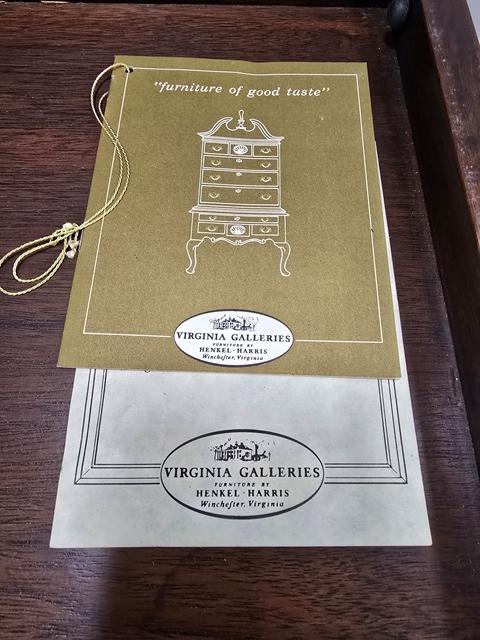 "furniture of good taste"
VIRGINIA GALLERIES
FURNITURE BY
HENKEL-HARRIS
Winchester, Virginia
VIRGINIA GALLERIES
FURNITURE BY
HENKEL-HARRIS
Winchester, Virginia